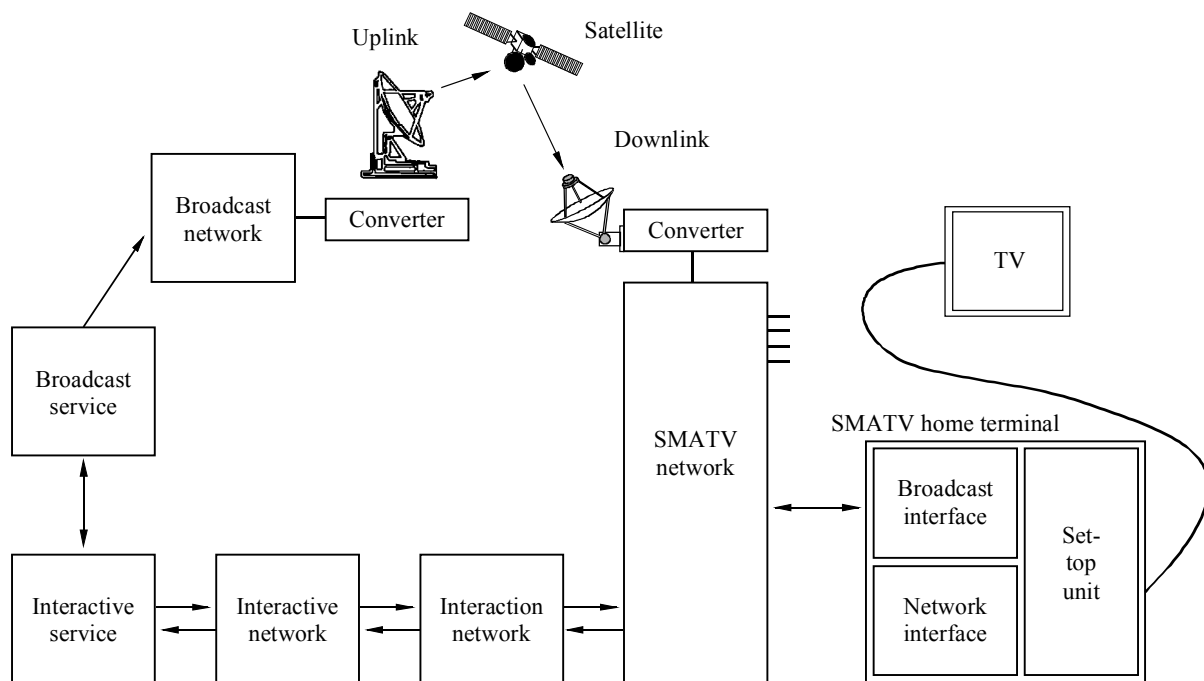 Uplink
Satellite
Downlink
Broadcast
network
Converter
Converter
TV
Broadcast
service
SMATV
network
SMATV home terminal
Broadcast
interface
Set-
top
unit
Network
interface
Interactive
service
Interactive
network
Interaction
network